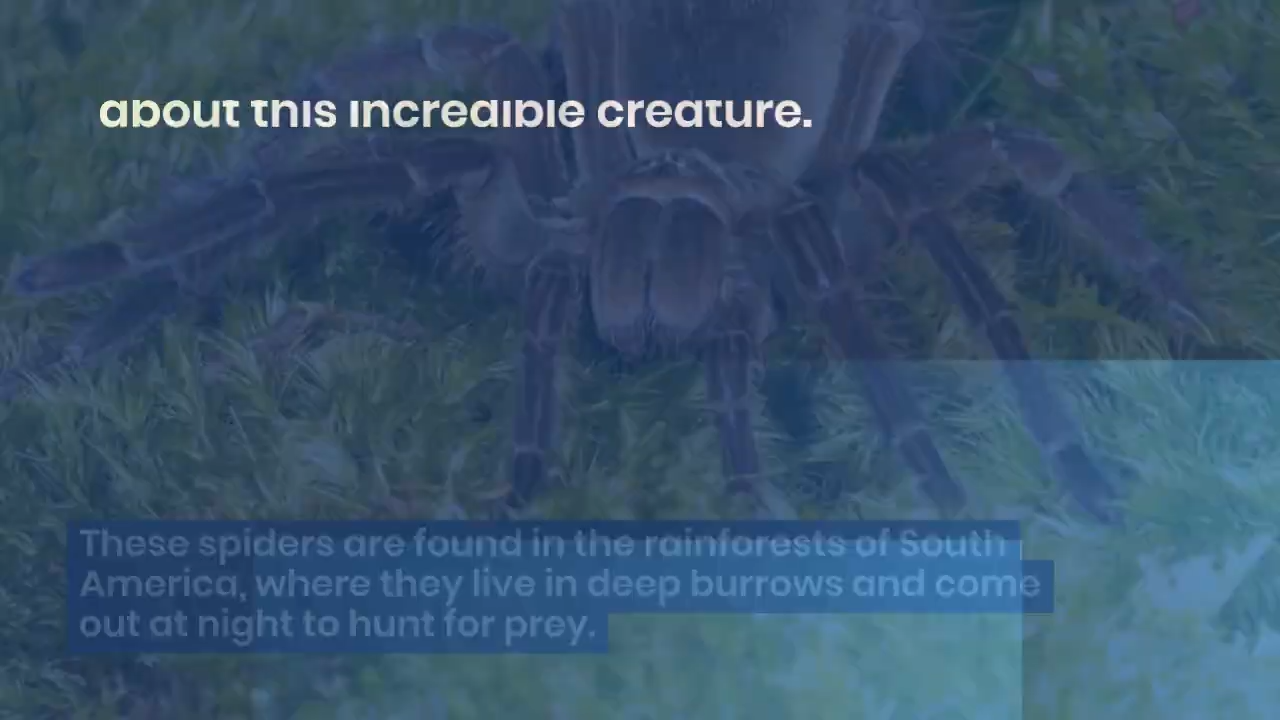 about this incredible creature.
These spiders are found in the rainforests of South
America, where they live in deep burrows and come
out at night to hunt for prey.